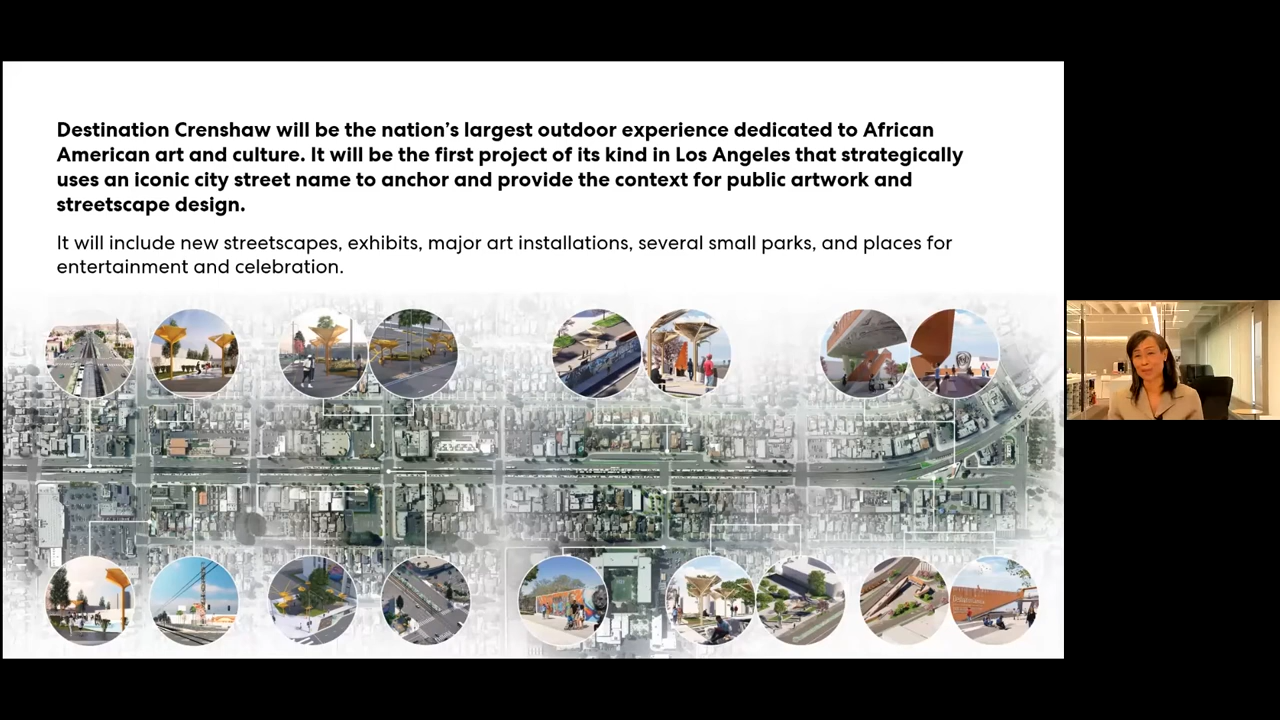 Destination Crenshaw will be the nation’s largest outdoor experience dedicated to African
American art and culture. It will be the first project of its kind in Los Angeles that strategically
uses an iconic city street name to anchor and provide the context for public artwork and
streetscape design.
It will include new streetscapes, exhibits, major art installations, several small parks, and places for
entertainment and celebration.